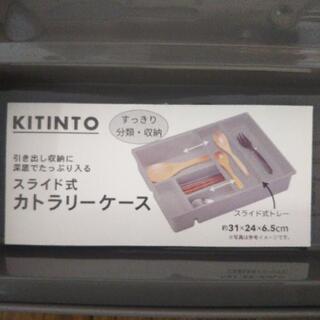 KITINTO
すっきり
分類・収納
引き出し収納に
深型でたっぷり入る
スライド式
カトラリーケース
スライド式トレー
約31×24×6.5cm
※写真は参考イメージです。